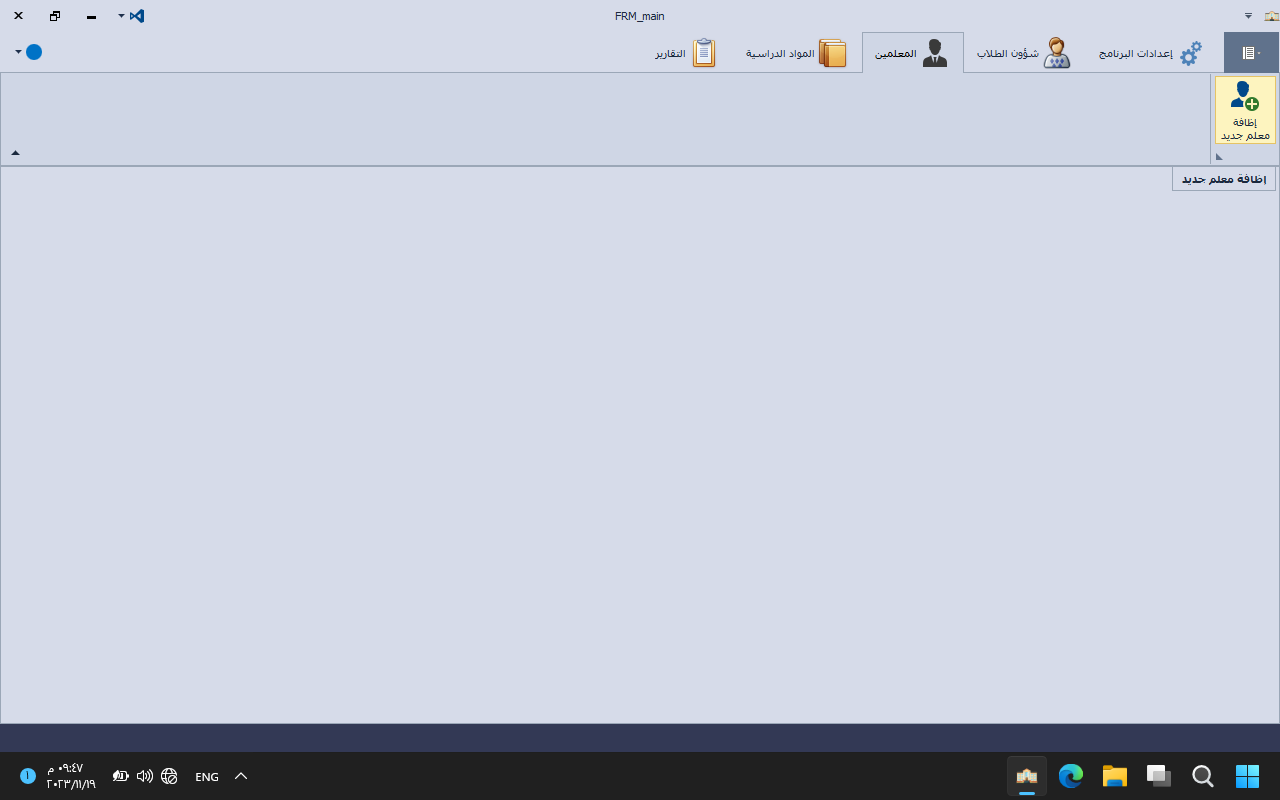 FRM_main
إعدادات البرنامج
شؤون الطلاب
المعلمين
المواد الدراسية
التقارير
إظافة
معلم جديد
إظافة معلم جديد
ENG
٠٩:٤٧ م
٢٠٢٣/١١/١٩
١